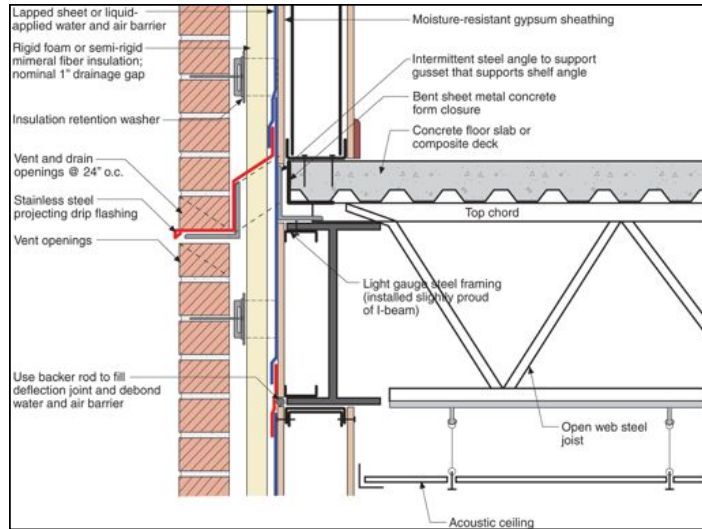 Lapped sheet or liquid-
applied water and air barrier
Rigid foam or semi-rigid
mimeral fiber insulation;
nominal 1" drainage gap
Insulation retention washer
Vent and drain
openings @ 24" o.c.
Stainless steel
projecting drip flashing
Vent openings
Use backer rod to fill
deflection joint and debond
water and air barrier
Moisture-resistant gypsum sheathing
Intermittent steel angle to support
gusset that supports shelf angle
Bent sheet metal concrete
form closure
Concrete floor slab or
composite deck
Top chord
Light gauge steel framing
(installed slightly proud
of I-beam)
Open web steel
joist
Acoustic ceiling